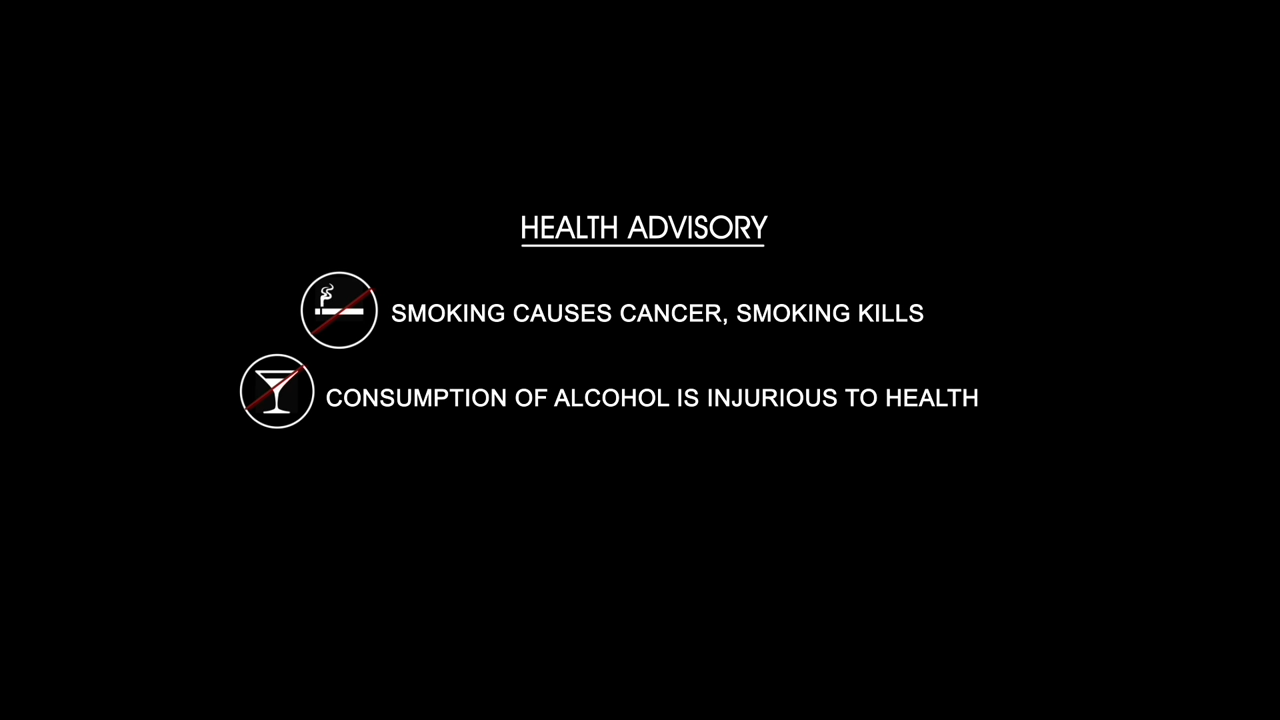 HEALTH ADVISORY
SMOKING CAUSES CANCER, SMOKING KILLS
CONSUMPTION OF ALCOHOL IS INJURIOUS TO HEALTH